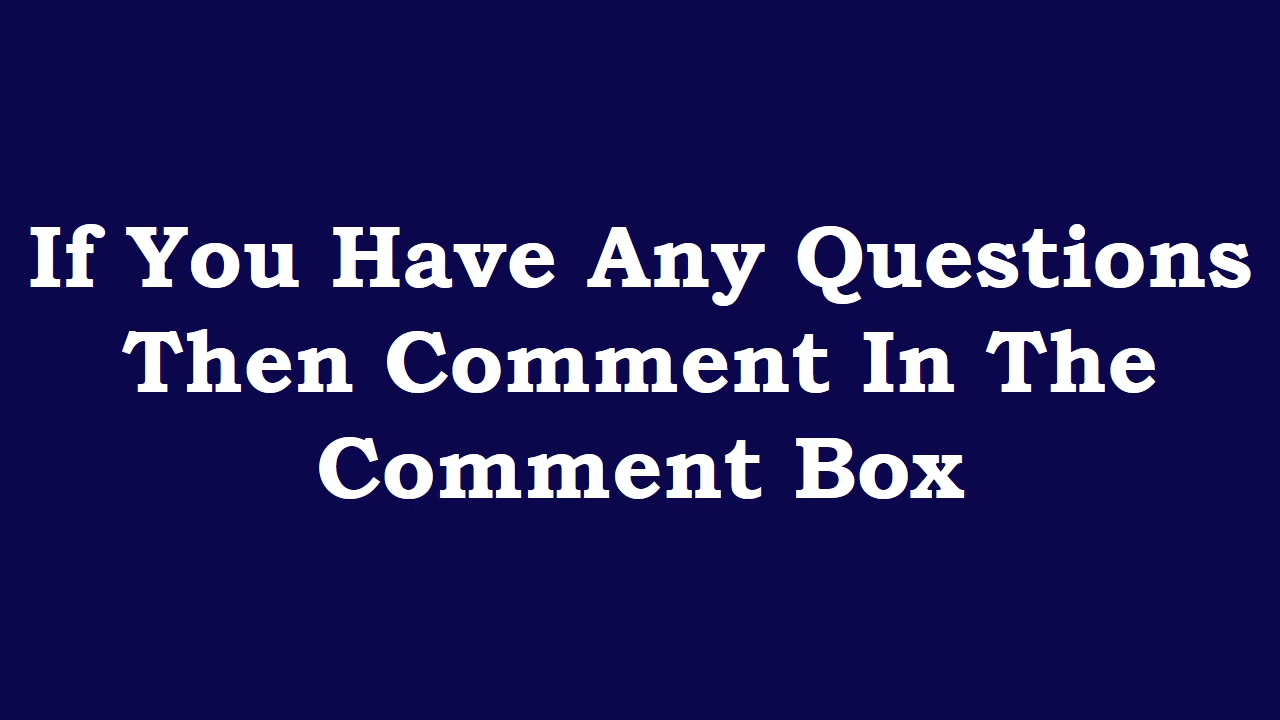 If You Have Any Questions
Then Comment In The
Comment Box